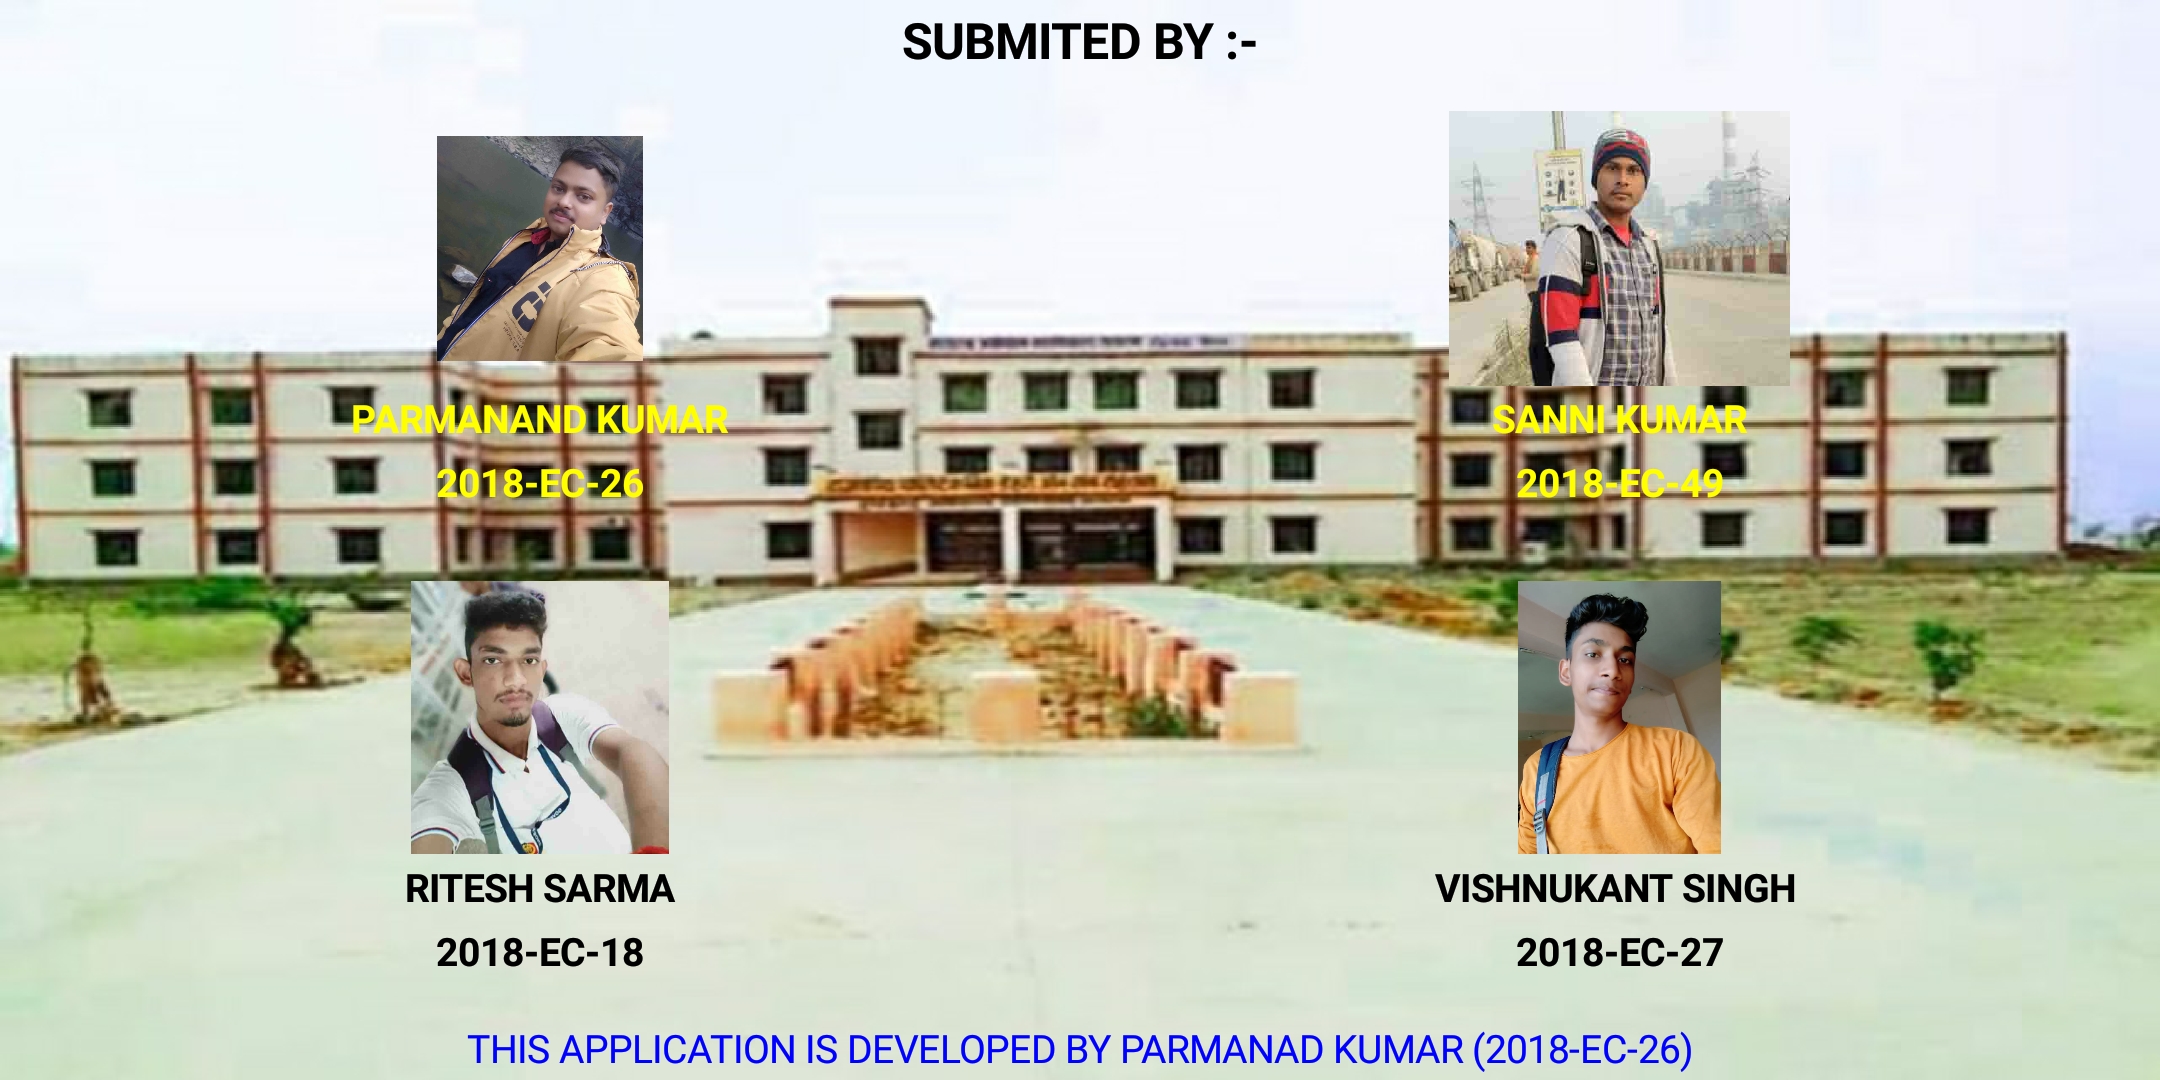 SUBMITED BY :-
PARMANAND KUMAR
2018-EC-26
SANNI KUMAR
2018-EC-49
RITESH SARMA
2018-EC-18
VISHNUKANT SINGH
2018-EC-27
THIS APPLICATION IS DEVELOPED BY PARMANAD KUMAR (2018-EC-26)